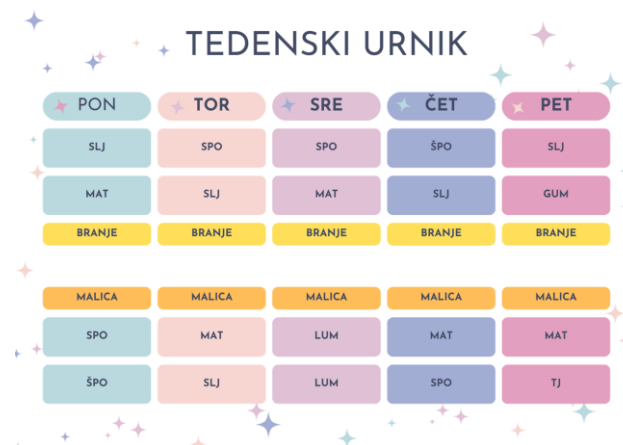 TEDENSKI URNIK
PON TOR SRE ČET PET
SLJ SPO SPO ŠPO SLJ
MAT SLJ MAT SLJ GUM
BRANJE BRANJE BRANJE BRANJE BRANJE
MALICA MALICA MALICA MALICA MALICA
SPO MAT LUM MAT MAT
ŠPO SLJ LUM SPO TJ